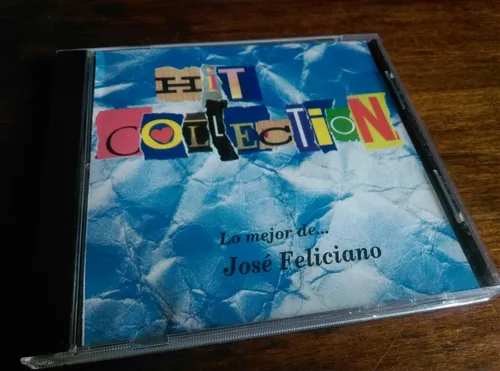 HiT
COLLECTiON
Lo mejor de...
José Feliciano